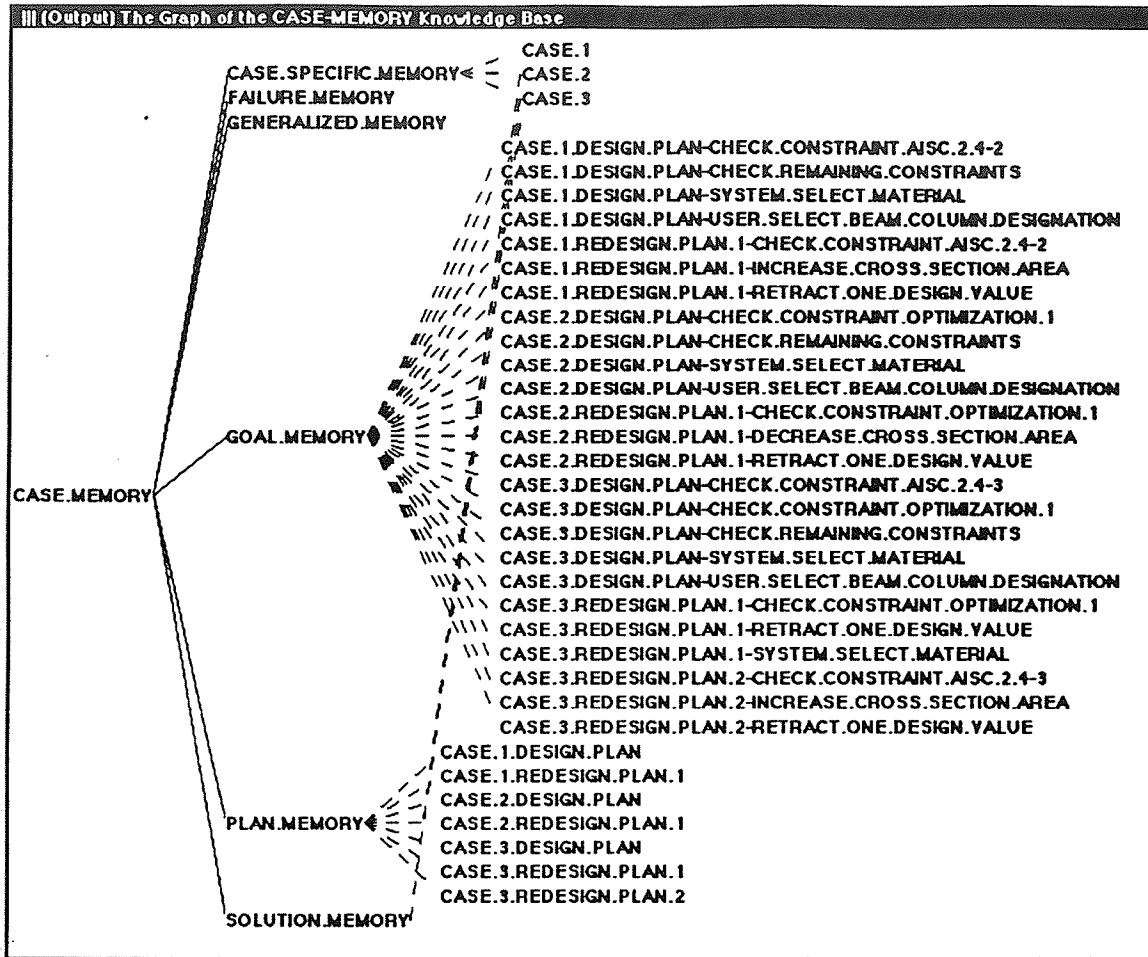 (Output) The Graph of the CASE-MEMORY Knowledge Base
CASE.1
CASE.SPECIFIC.MEMORY
CASE.2
FAILURE.MEMORY
CASE.3
GENERALIZED.MEMORY
CASE.1.DESIGN.PLAN-CHECK.CONSTRAINT.AISC.2.4-2
CASE.1.DESIGN.PLAN-CHECK.REMAINING.CONSTRAINTS
CASE.1.DESIGN.PLAN-SYSTEM.SELECT.MATERIAL
CASE.1.DESIGN.PLAN-USER.SELECT.BEAM.COLUMN.DESIGNATION
CASE.1.REDESIGN.PLAN.1-CHECK.CONSTRAINT.AISC.2.4-2
CASE.1.REDESIGN.PLAN.1-INCREASE.CROSS.SECTION.AREA
CASE.1.REDESIGN.PLAN.1-RETRACT.ONE.DESIGN.VALUE
CASE.2.DESIGN.PLAN-CHECK.CONSTRAINT.OPTIMIZATION.1
CASE.2.DESIGN.PLAN-CHECK.REMAINING.CONSTRAINTS
CASE.2.DESIGN.PLAN-SYSTEM.SELECT.MATERIAL
CASE.2.DESIGN.PLAN-USER.SELECT.BEAM.COLUMN.DESIGNATION
CASE.2.REDESIGN.PLAN.1-CHECK.CONSTRAINT.OPTIMIZATION.1
GOAL.MEMORY
CASE.2.REDESIGN.PLAN.1-DECREASE.CROSS.SECTION.AREA
CASE.2.REDESIGN.PLAN.1-RETRACT.ONE.DESIGN.VALUE
CASE.3.DESIGN.PLAN-CHECK.CONSTRAINT.AISC.2.4-3
CASE.MEMORY
CASE.3.DESIGN.PLAN-CHECK.CONSTRAINT.OPTIMIZATION.1
CASE.3.DESIGN.PLAN-CHECK.REMAINING.CONSTRAINTS
CASE.3.DESIGN.PLAN-SYSTEM.SELECT.MATERIAL
CASE.3.DESIGN.PLAN-USER.SELECT.BEAM.COLUMN.DESIGNATION
CASE.3.REDESIGN.PLAN.1-CHECK.CONSTRAINT.OPTIMIZATION.1
CASE.3.REDESIGN.PLAN.1-RETRACT.ONE.DESIGN.VALUE
CASE.3.REDESIGN.PLAN.1-SYSTEM.SELECT.MATERIAL
CASE.3.REDESIGN.PLAN.2-CHECK.CONSTRAINT.AISC.2.4-3
CASE.3.REDESIGN.PLAN.2-INCREASE.CROSS.SECTION.AREA
CASE.3.REDESIGN.PLAN.2-RETRACT.ONE.DESIGN.VALUE
CASE.1.DESIGN.PLAN
CASE.1.REDESIGN.PLAN.1
CASE.2.DESIGN.PLAN
PLAN.MEMORY
CASE.2.REDESIGN.PLAN.1
CASE.3.DESIGN.PLAN
CASE.3.REDESIGN.PLAN.1
CASE.3.REDESIGN.PLAN.2
SOLUTION.MEMORY